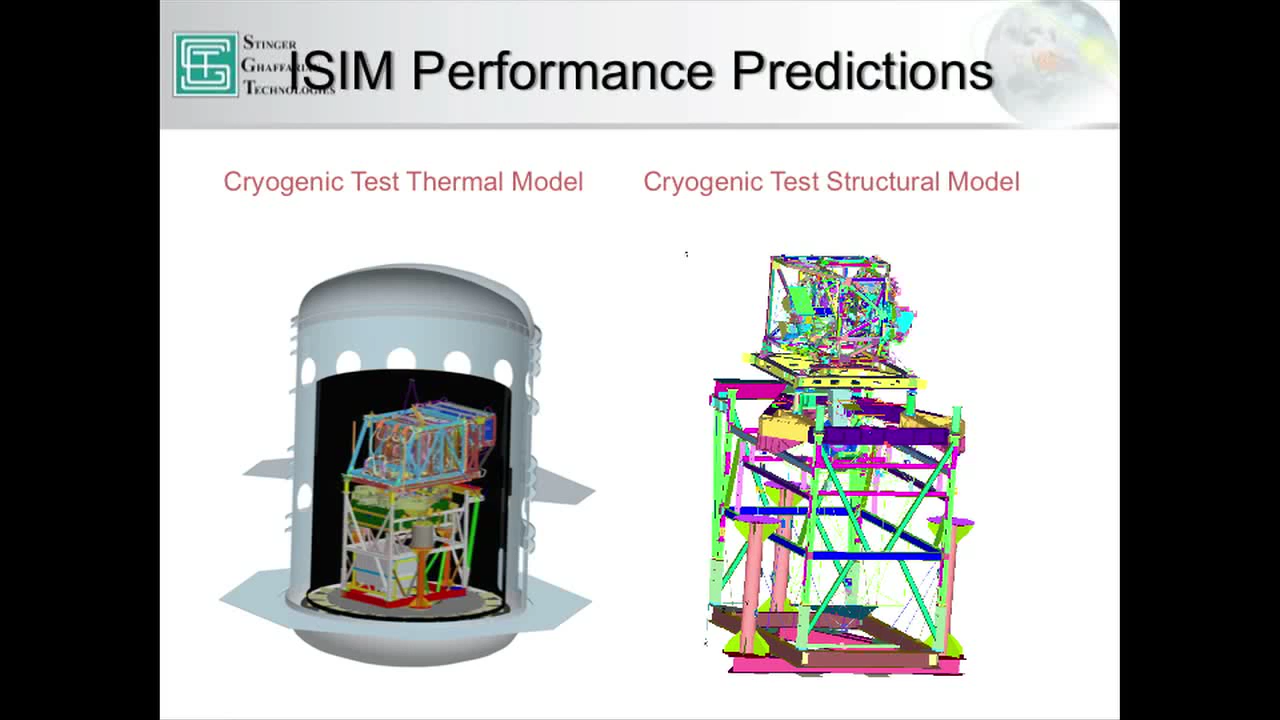 STINGER
GHAFFARIAN
TECHNOLOGIES
ISIM Performance Predictions
Cryogenic Test Thermal Model
Cryogenic Test Structural Model